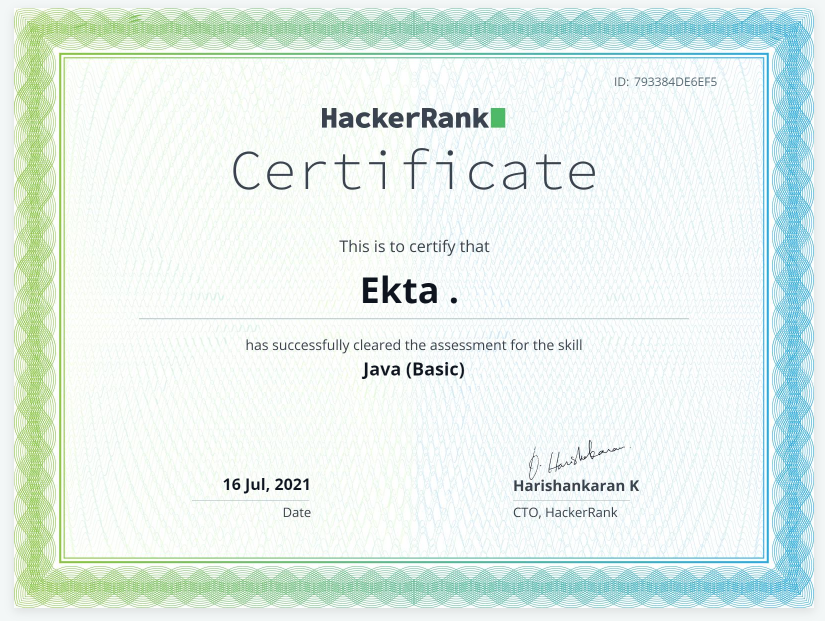 ID: 793384DE6EF5
HackerRank
Certificate
This is to certify that
Ekta .
has successfully cleared the assessment for the skill
Java (Basic)
O. Harishankaran.
16 Jul, 2021
Harishankaran K
Date
CTO, HackerRank